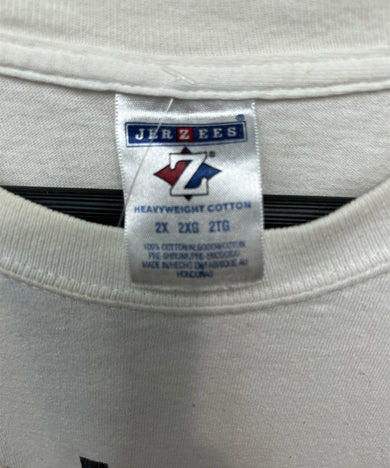 JERZEES®
Z®
HEAVYWEIGHT COTTON
2X 2XG 2TG
100% COTTON/ALGODON/COTON
PRE-SHRUNK/PRE-ENCOGIDO
MADE IN/HECHO EN/FABRIQUE AU
HONDURAS